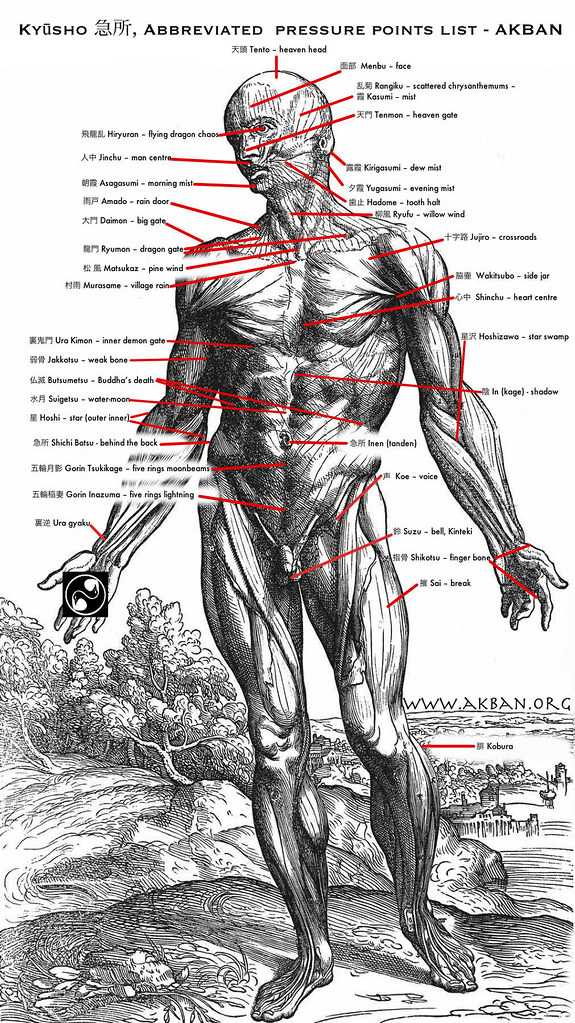 Kyūsho 急所, Abbreviated pressure points list - AKBAN
天頭 Tento – heaven head
面部 Menbu – face
乱菊 Rangiku – scattered chrysanthemums –
霞 Kasumi – mist
天門 Tenmon – heaven gate
飛龍乱 Hiryuran – flying dragon chaos
人中 Jinchu – man centre
露霞 Kirigasumi – dew mist
朝霞 Asagasumi – morning mist
夕霞 Yugasumi – evening mist
雨戸 Amado – rain door
歯止 Hadome – tooth halt
大門 Daimon – big gate
柳風 Ryufu – willow wind
十字路 Jujiro – crossroads
龍門 Ryumon – dragon gate
松 風 Matsukaz – pine wind
脇壷 Wakitsubo – side jar
村雨 Murasame – village rain
心中 Shinchu – heart centre
星沢 Hoshizawa – star swamp
裏鬼門 Ura Kimon – inner demon gate
弱骨 Jakkotsu – weak bone
仏滅 Butsumetsu – Buddha's death
陰 In (kage) - shadow
水月 Suigetsu – water-moon
星 Hoshi – star (outer inner)
急所 Shichi Batsu - behind the back
急所 Inen (tanden)
五輪月影 Gorin Tsukikage – five rings moonbeams
声 Koe – voice
五輪稲妻 Gorin Inazuma – five rings lightning
裏逆 Ura gyaku
鈴 Suzu – bell, Kinteki
指骨 Shikotsu – finger bone
摧 Sai – break
www.akban.org
腓 Kobura